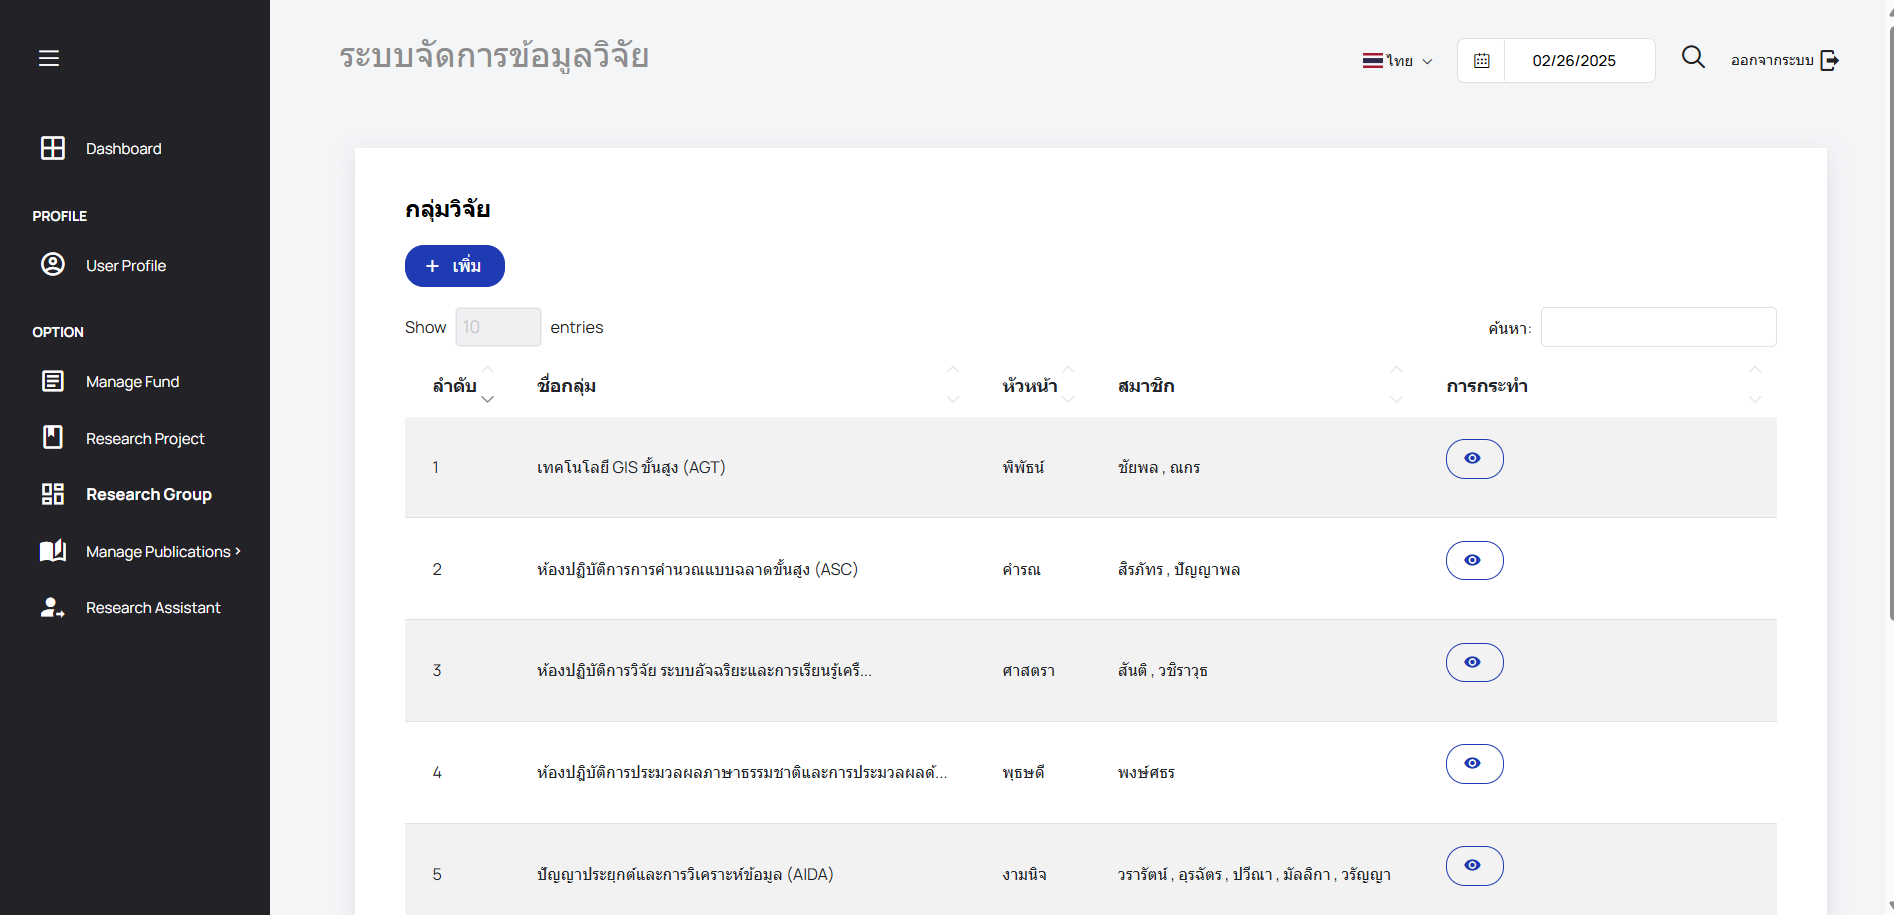 ระบบจัดการข้อมูลวิจัย
ไทย
02/26/2025
ออกจากระบบ
Dashboard
PROFILE
User Profile
OPTION
Manage Fund
Research Project
Research Group
Manage Publications
Research Assistant
กลุ่มวิจัย
+ เพิ่ม
Show 10 entries
ค้นหา:
ลำดับ ชื่อกลุ่ม หัวหน้า สมาชิก การกระทำ
1 เทคโนโลยี GIS ขั้นสูง (AGT) พิพัธน์ ชัยพล , ณกร
2 ห้องปฏิบัติการการคำนวณแบบฉลาดขั้นสูง (ASC) คำรณ สิรภัทร , ปัญญาพล
3 ห้องปฏิบัติการวิจัย ระบบอัจฉริยะและการเรียนรู้เครื... ศาสตรา สันติ , วชิราวุธ
4 ห้องปฎิบัติการประมวลผลภาษาธรรมชาติและการประมวลผลด้... พุธษดี พงษ์ศธร
5 ปัญญาประยุกต์และการวิเคราะห์ข้อมูล (AIDA) งามนิจ วรารัตน์ , อุรฉัตร , ปวีณา , มัลลิกา , วรัญญา